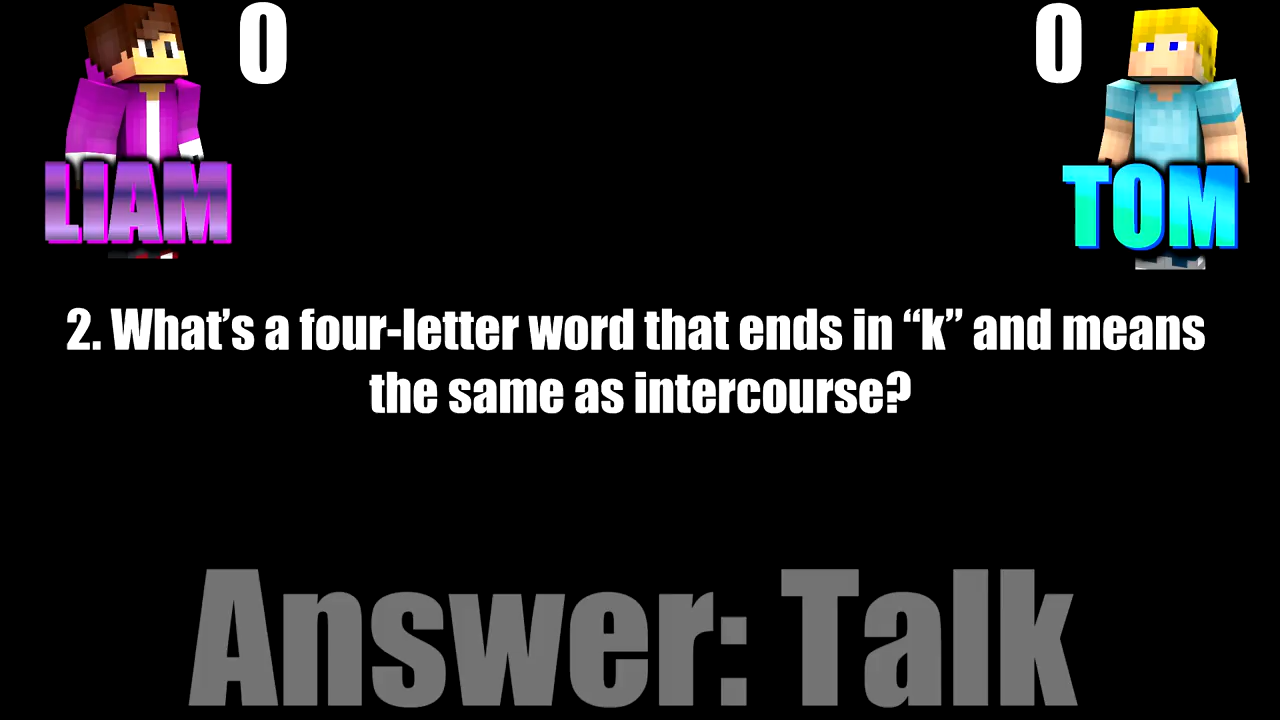 0
0
LIAM
TOM
2. What’s a four-letter word that ends in “k” and means
the same as intercourse?
Answer: Talk